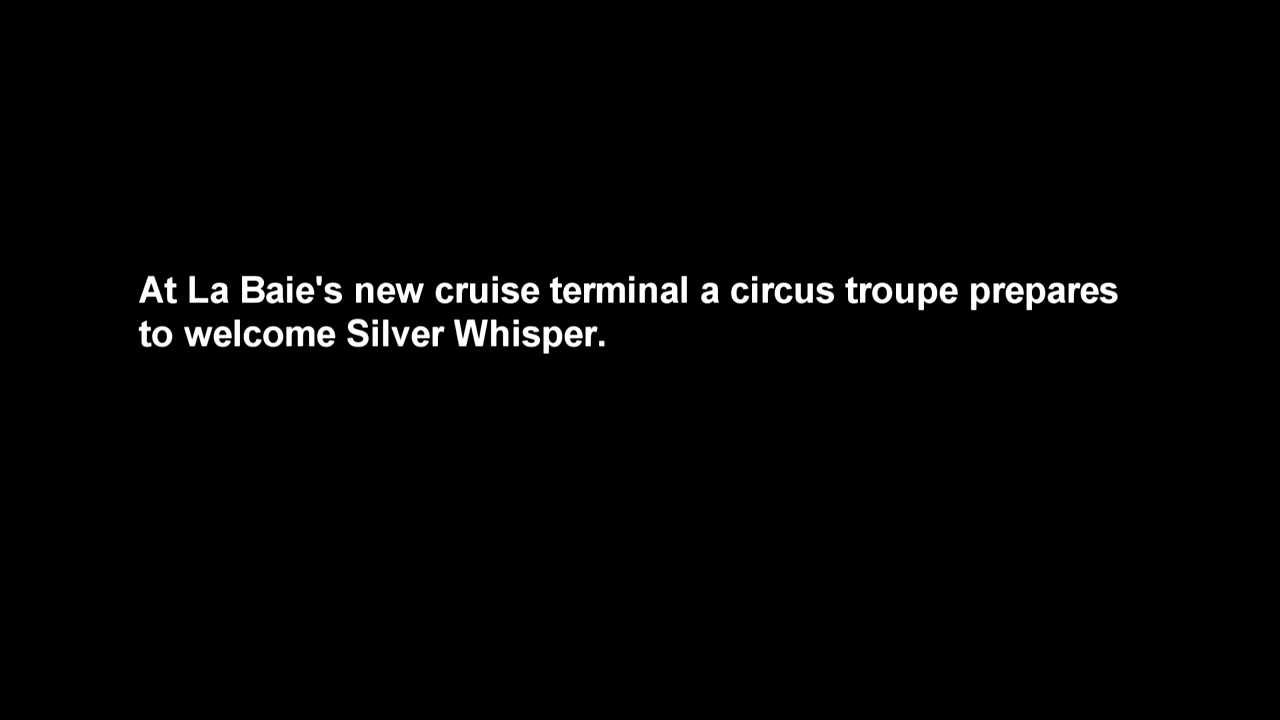 At La Baie's new cruise terminal a circus troupe prepares
to welcome Silver Whisper.